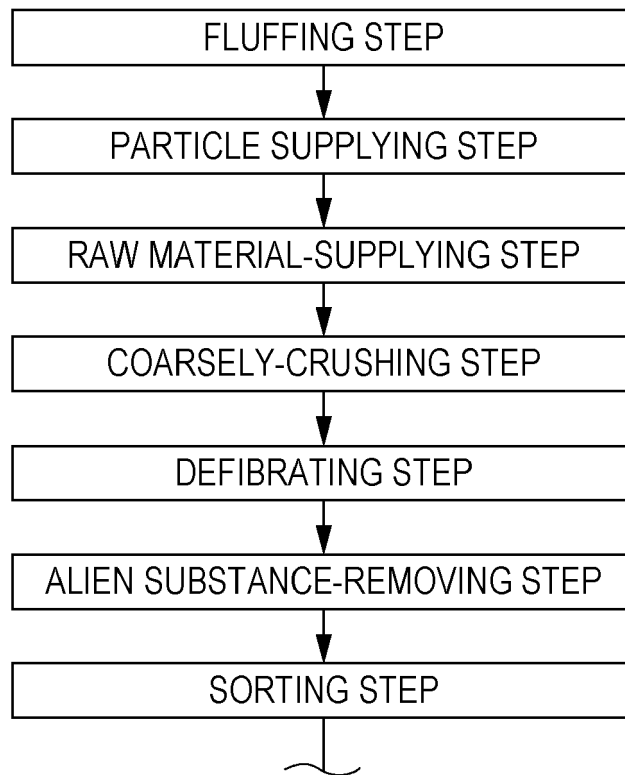 FLUFFING STEP
PARTICLE SUPPLYING STEP
RAW MATERIAL-SUPPLYING STEP
COARSELY-CRUSHING STEP
DEFIBRATING STEP
ALIEN SUBSTANCE-REMOVING STEP
SORTING STEP